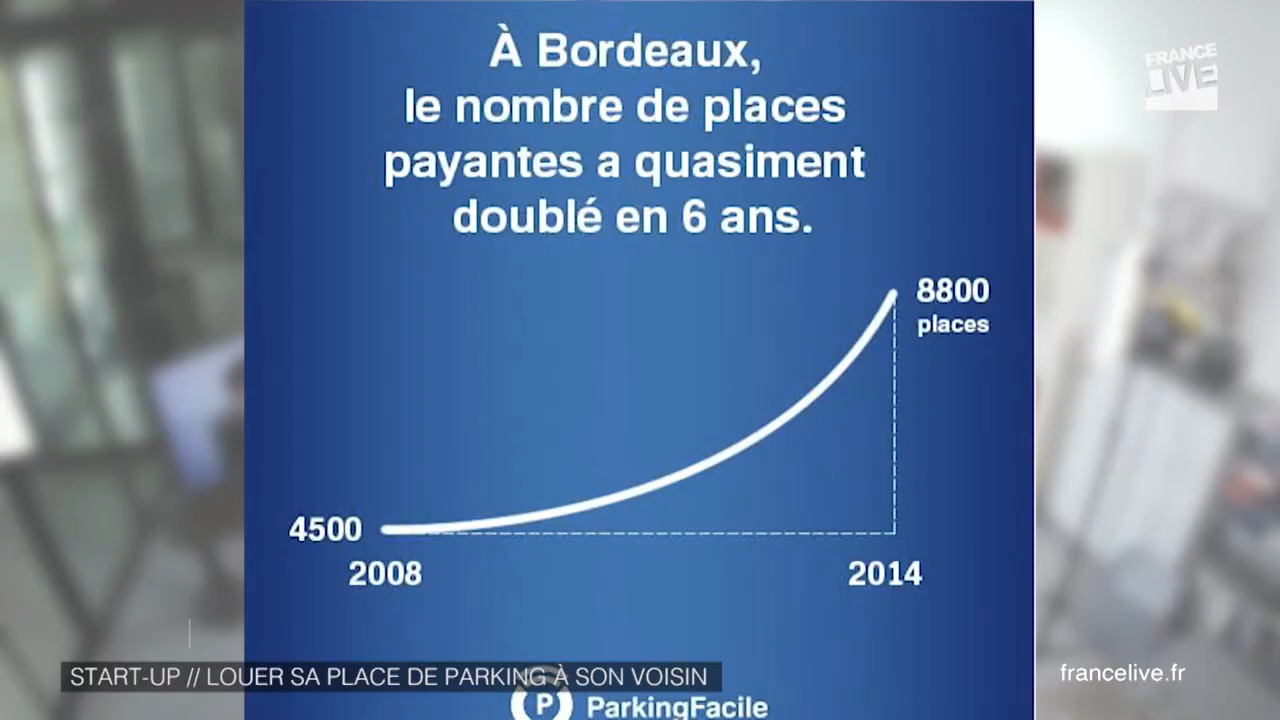 À Bordeaux,
le nombre de places
payantes a quasiment
doublé en 6 ans.
8800
places
4500
2008
2014
START-UP // LOUER SA PLACE DE PARKING À SON VOISIN
francelive.fr
P ParkingFacile
FRANCE
LIVE